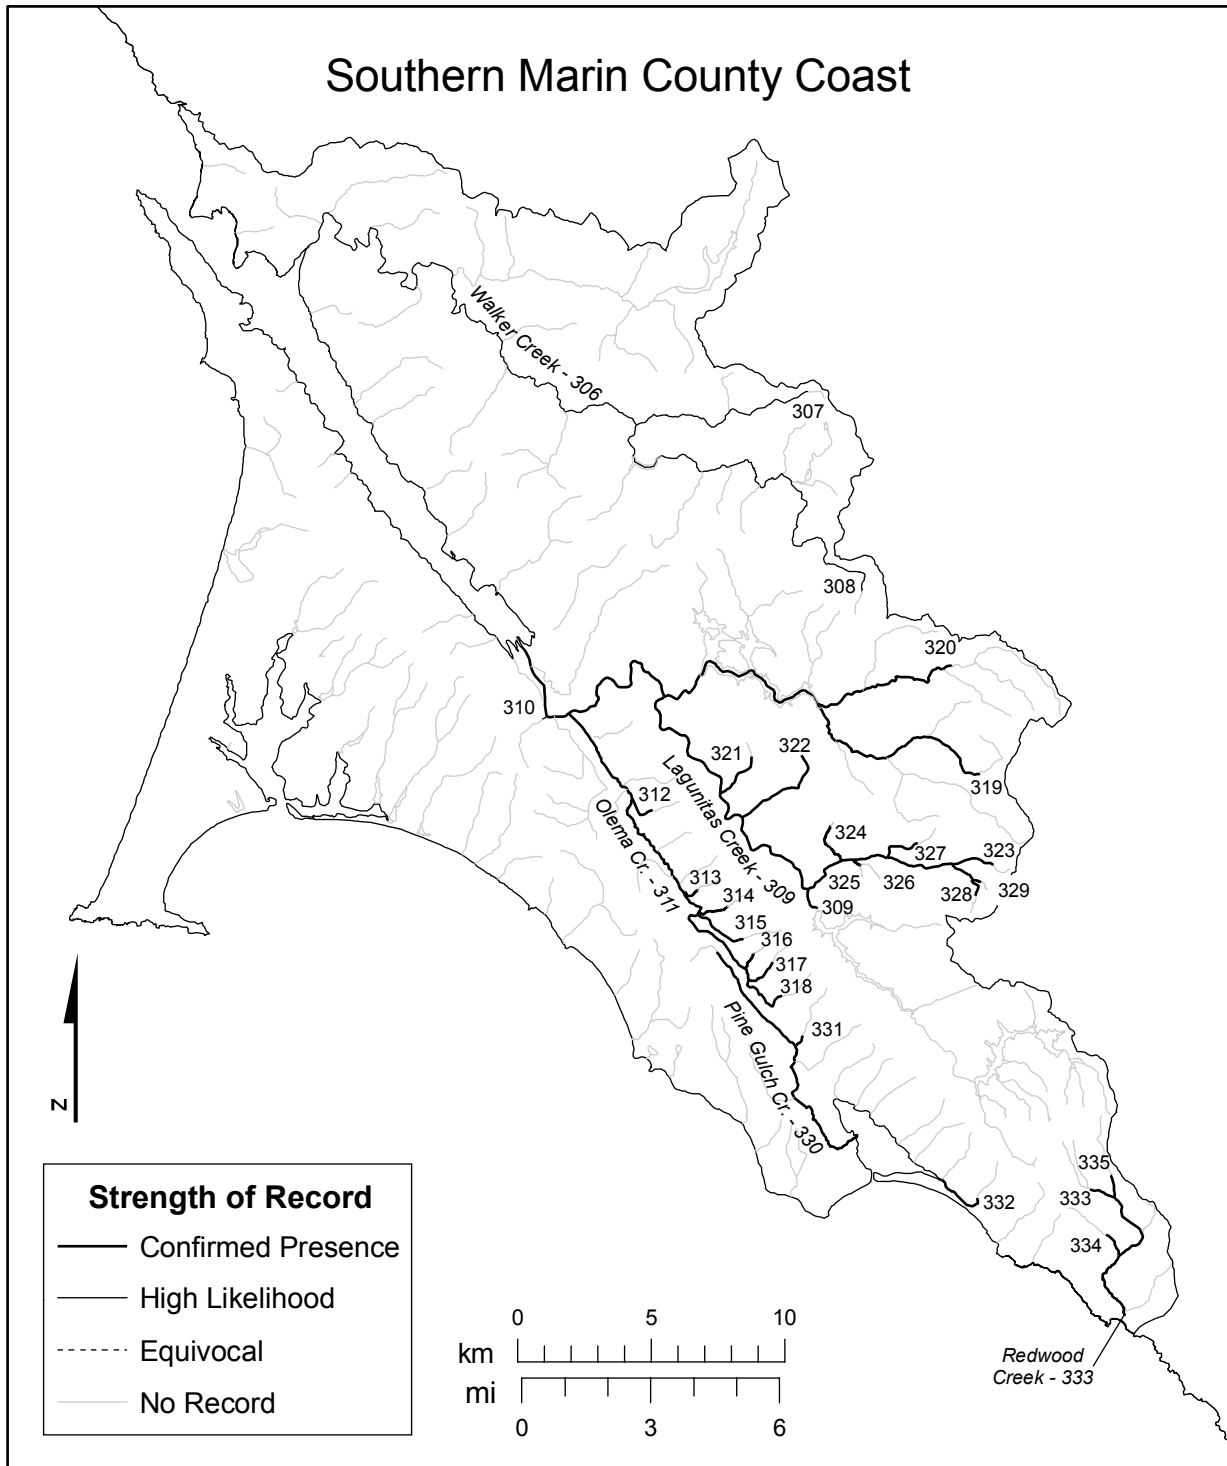 Southern Marin County Coast
Walker Creek - 306
307
308
320
310
321
322
319
312
Lagunitas Creek - 309
Olema Cr. - 311
324
327
323
313
314
325
326
328
329
309
315
316
317
318
Pine Gulch Cr. - 330
331
335
332
333
334
Redwood
Creek - 333
N
Strength of Record
Confirmed Presence
High Likelihood
Equivocal
No Record
0 5 10
km
mi
0 3 6